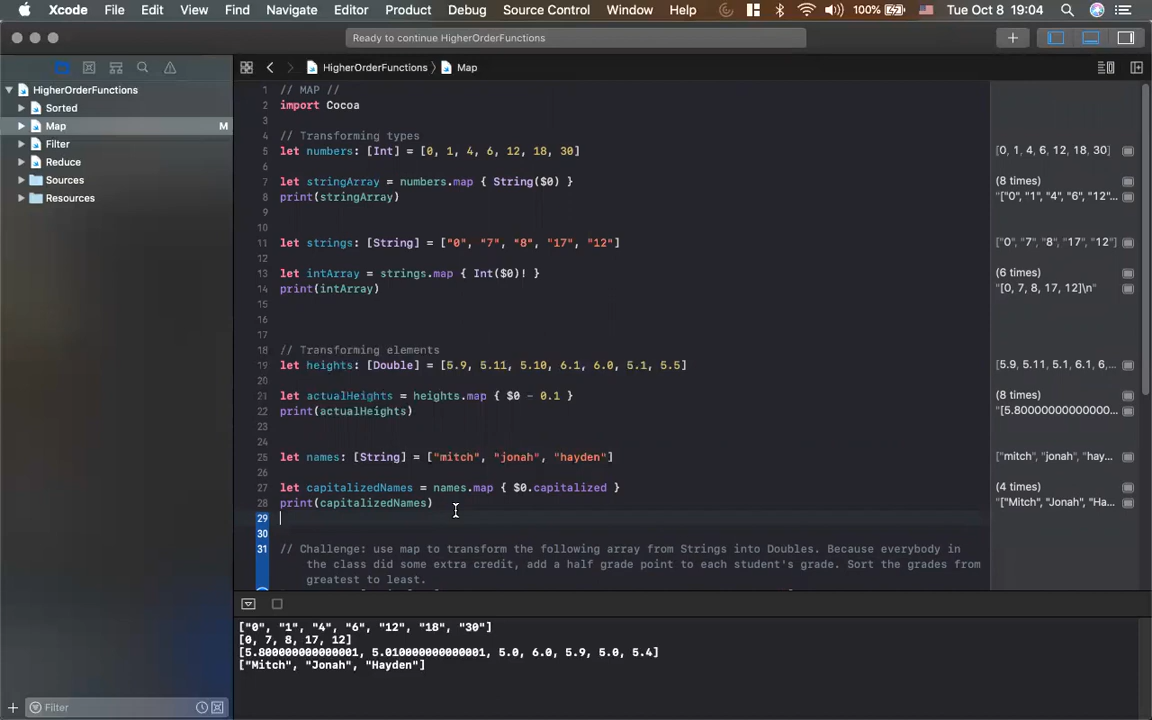 Xcode File Edit View Find Navigate Editor Product Debug Source Control Window Help 100% Tue Oct 8 19:04
Ready to continue HigherOrderFunctions
HigherOrderFunctions Map
HigherOrderFunctions
Sorted
Map M
Filter
Reduce
Sources
Resources
1 // MAP //
2 import Cocoa
3
4 // Transforming types
5 let numbers: [Int] = [0, 1, 4, 6, 12, 18, 30] [0, 1, 4, 6, 12, 18, 30]
6
7 let stringArray = numbers.map { String($0) } (8 times)
8 print(stringArray) "["0", "1", "4", "6", "12"...
9
10
11 let strings: [String] = ["0", "7", "8", "17", "12"] ["0", "7", "8", "17", "12"]
12
13 let intArray = strings.map { Int($0)! } (6 times)
14 print(intArray) "[0, 7, 8, 17, 12]\n"
15
16
17
18 // Transforming elements
19 let heights: [Double] = [5.9, 5.11, 5.10, 6.1, 6.0, 5.1, 5.5] [5.9, 5.11, 5.1, 6.1, 6,...
20
21 let actualHeights = heights.map { $0 - 0.1 } (8 times)
22 print(actualHeights) "[5.80000000000000...
23
24
25 let names: [String] = ["mitch", "jonah", "hayden"] ["mitch", "jonah", "hay...
26
27 let capitalizedNames = names.map { $0.capitalized } (4 times)
28 print(capitalizedNames) "["Mitch", "Jonah", "Ha...
29
30
31 // Challenge: use map to transform the following array from Strings into Doubles. Because everybody in
the class did some extra credit, add a half grade point to each student's grade. Sort the grades from
greatest to least.
["0", "1", "4", "6", "12", "18", "30"]
[0, 7, 8, 17, 12]
[5.800000000000001, 5.010000000000001, 5.0, 6.0, 5.9, 5.0, 5.4]
["Mitch", "Jonah", "Hayden"]
Filter